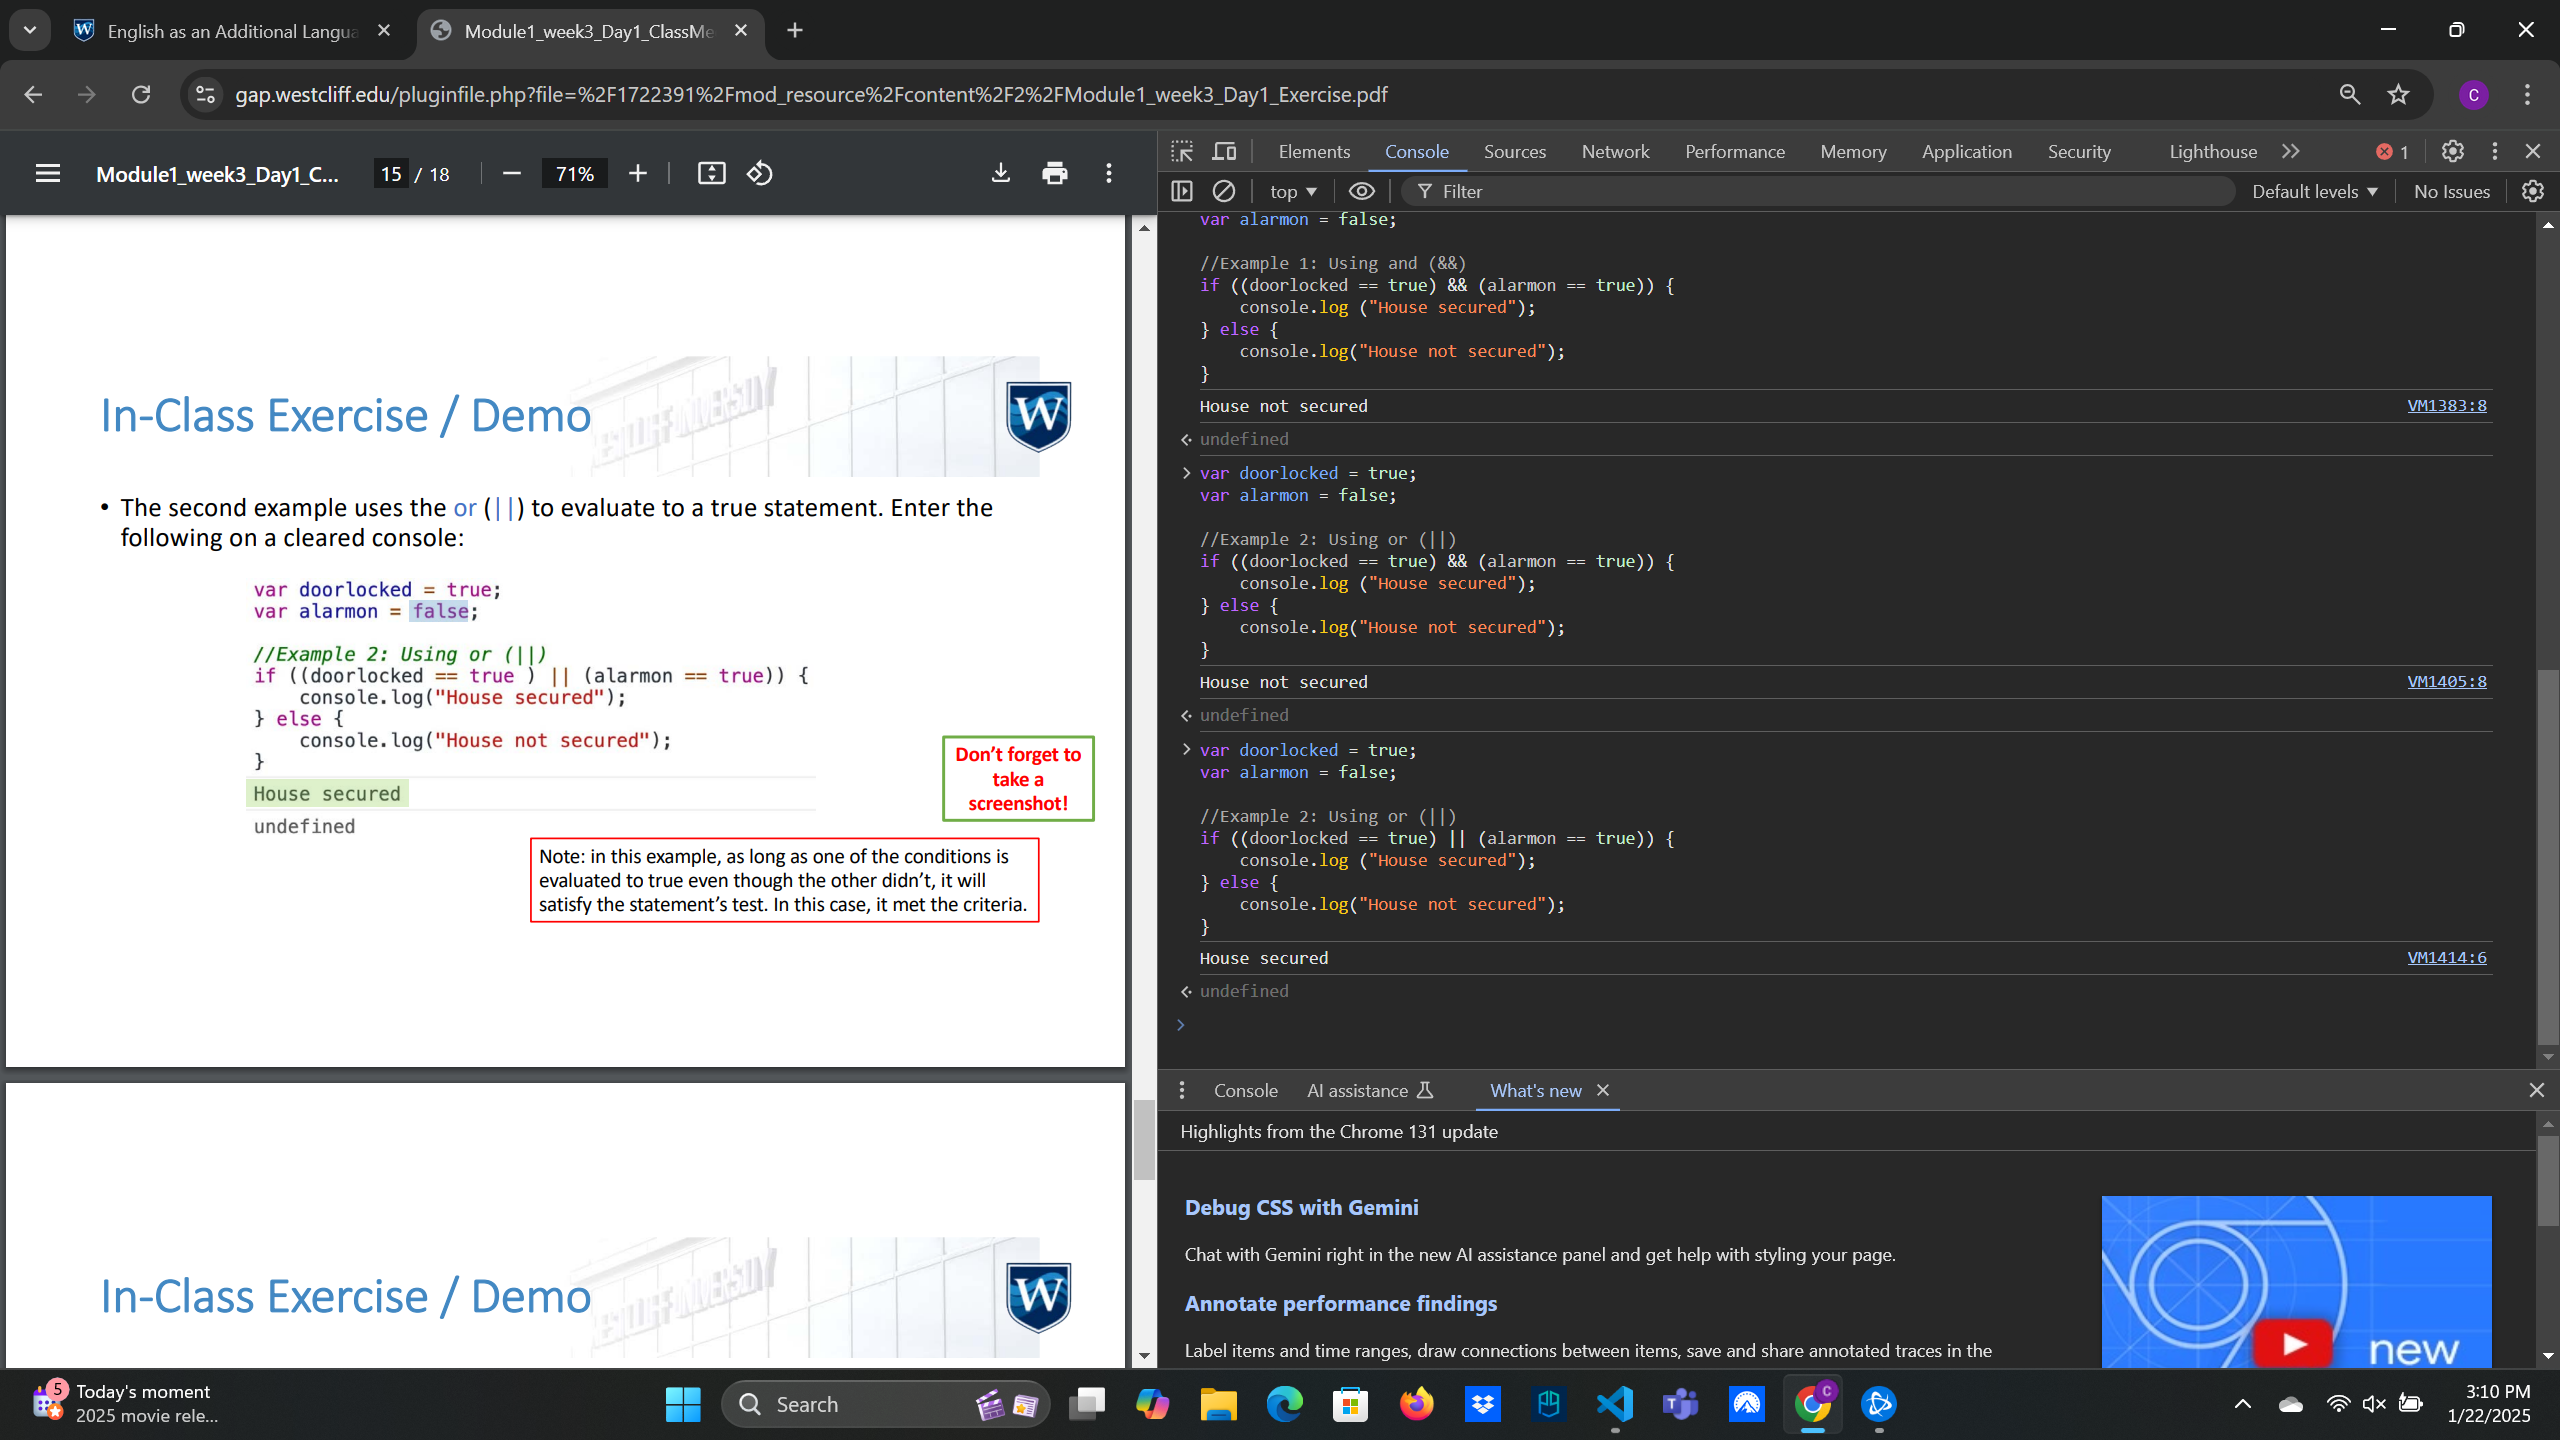 English as an Additional Langua
Module1_week3_Day1_ClassMe
gap.westcliff.edu/pluginfile.php?file=%2F1722391%2Fmod_resource%2Fcontent%2F2%2FModule1_week3_Day1_Exercise.pdf
C
Module1_week3_Day1_C...
15 / 18
71%
In-Class Exercise / Demo
W
• The second example uses the or (||) to evaluate to a true statement. Enter the
following on a cleared console:
var doorlocked = true;
var alarmon = false;
//Example 2: Using or (||)
if ((doorlocked == true ) || (alarmon == true)) {
console.log("House secured");
} else {
console.log("House not secured");
}
House secured
undefined
Don't forget to
take a
screenshot!
Note: in this example, as long as one of the conditions is
evaluated to true even though the other didn't, it will
satisfy the statement's test. In this case, it met the criteria.
In-Class Exercise / Demo
W
Elements Console Sources Network Performance Memory Application Security Lighthouse 1
top Filter Default levels No Issues
var alarmon = false;
//Example 1: Using and (&&)
if ((doorlocked == true) && (alarmon == true)) {
console.log ("House secured");
} else {
console.log("House not secured");
}
House not secured VM1383:8
undefined
var doorlocked = true;
var alarmon = false;
//Example 2: Using or (||)
if ((doorlocked == true) && (alarmon == true)) {
console.log ("House secured");
} else {
console.log("House not secured");
}
House not secured VM1405:8
undefined
var doorlocked = true;
var alarmon = false;
//Example 2: Using or (||)
if ((doorlocked == true) || (alarmon == true)) {
console.log ("House secured");
} else {
console.log("House not secured");
}
House secured VM1414:6
undefined
Console AI assistance What's new
Highlights from the Chrome 131 update
Debug CSS with Gemini
Chat with Gemini right in the new AI assistance panel and get help with styling your page.
Annotate performance findings
Label items and time ranges, draw connections between items, save and share annotated traces in the
new
5
Today's moment
2025 movie rele...
Search
C
3:10 PM
1/22/2025